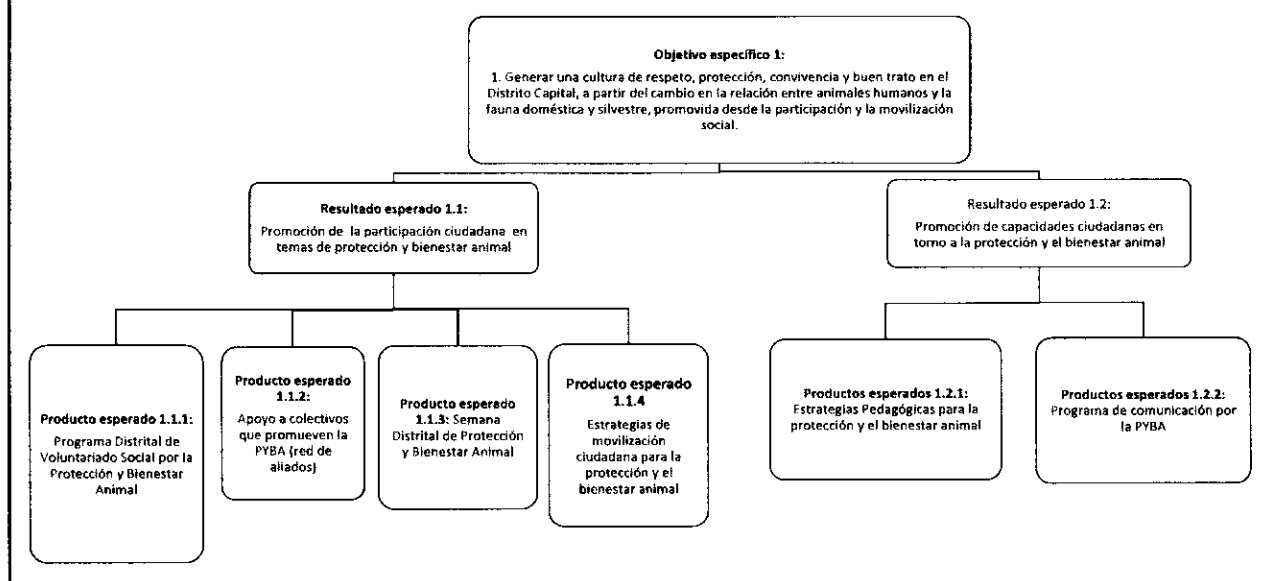 Objetivo específico 1:
1. Generar una cultura de respeto, protección, convivencia y buen trato en el
Distrito Capital, a partir del cambio en la relación entre animales humanos y la
fauna doméstica y silvestre, promovida desde la participación y la movilización
social.
Resultado esperado 1.1:
Promoción de la participación ciudadana en
temas de protección y bienestar animal
Resultado esperado 1.2:
Promoción de capacidades ciudadanas en
torno a la protección y el bienestar animal
Producto esperado 1.1.1:
Programa Distrital de
Voluntariado Social por la
Protección y Bienestar
Animal
Producto esperado
1.1.2:
Apoyo a colectivos
que promueven la
PYBA (red de
aliados)
Producto esperado
1.1.3: Semana
Distrital de Protección
y Bienestar Animal
Producto esperado
1.1.4
Estrategias de
movilización
ciudadana para la
protección y el
bienestar animal
Productos esperados 1.2.1:
Estrategias Pedagógicas para la
protección y el bienestar animal
Productos esperados 1.2.2:
Programa de comunicación por
la PYBA